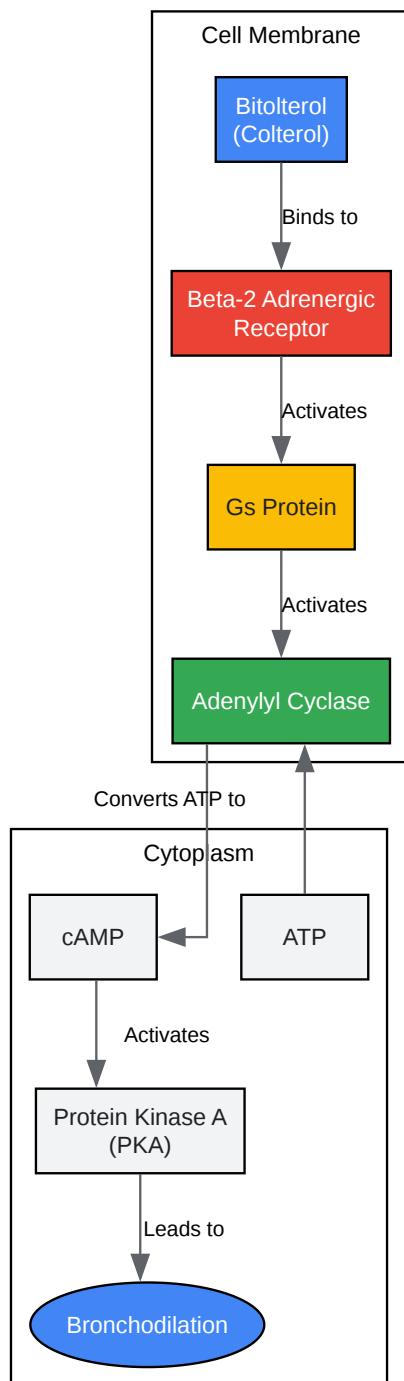 Cell Membrane
Bitolterol
(Colterol)
Binds to
Beta-2 Adrenergic
Receptor
Activates
Gs Protein
Activates
Adenylyl Cyclase
Converts ATP to
Cytoplasm
cAMP
ATP
Activates
Protein Kinase A
(PKA)
Leads to
Bronchodilation